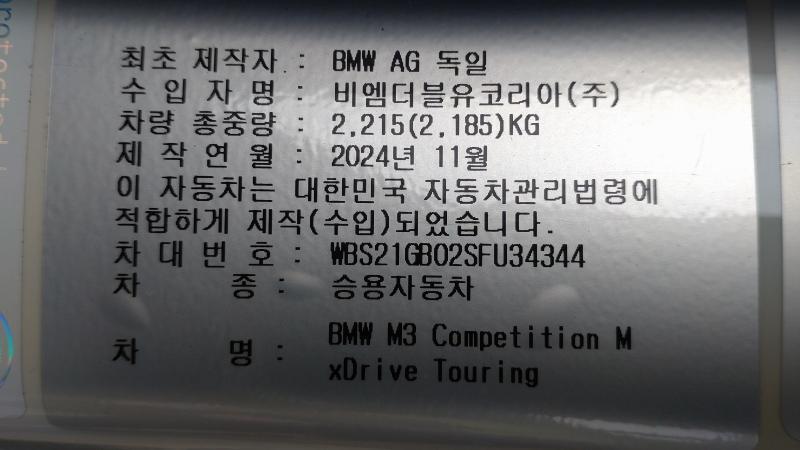 최초 제작자 : BMW AG 독일
수 입 자 명 : 비엠더블유코리아(주)
차량 총중량 : 2,215(2,185)KG
제 작 연 월 : 2024년 11월
이 자동차는 대한민국 자동차관리법령에
적합하게 제작(수입)되었습니다.
차 대 번 호 : WBS21GB02SFU34344
차 종 : 승용자동차
차 명 : BMW M3 Competition M
xDrive Touring